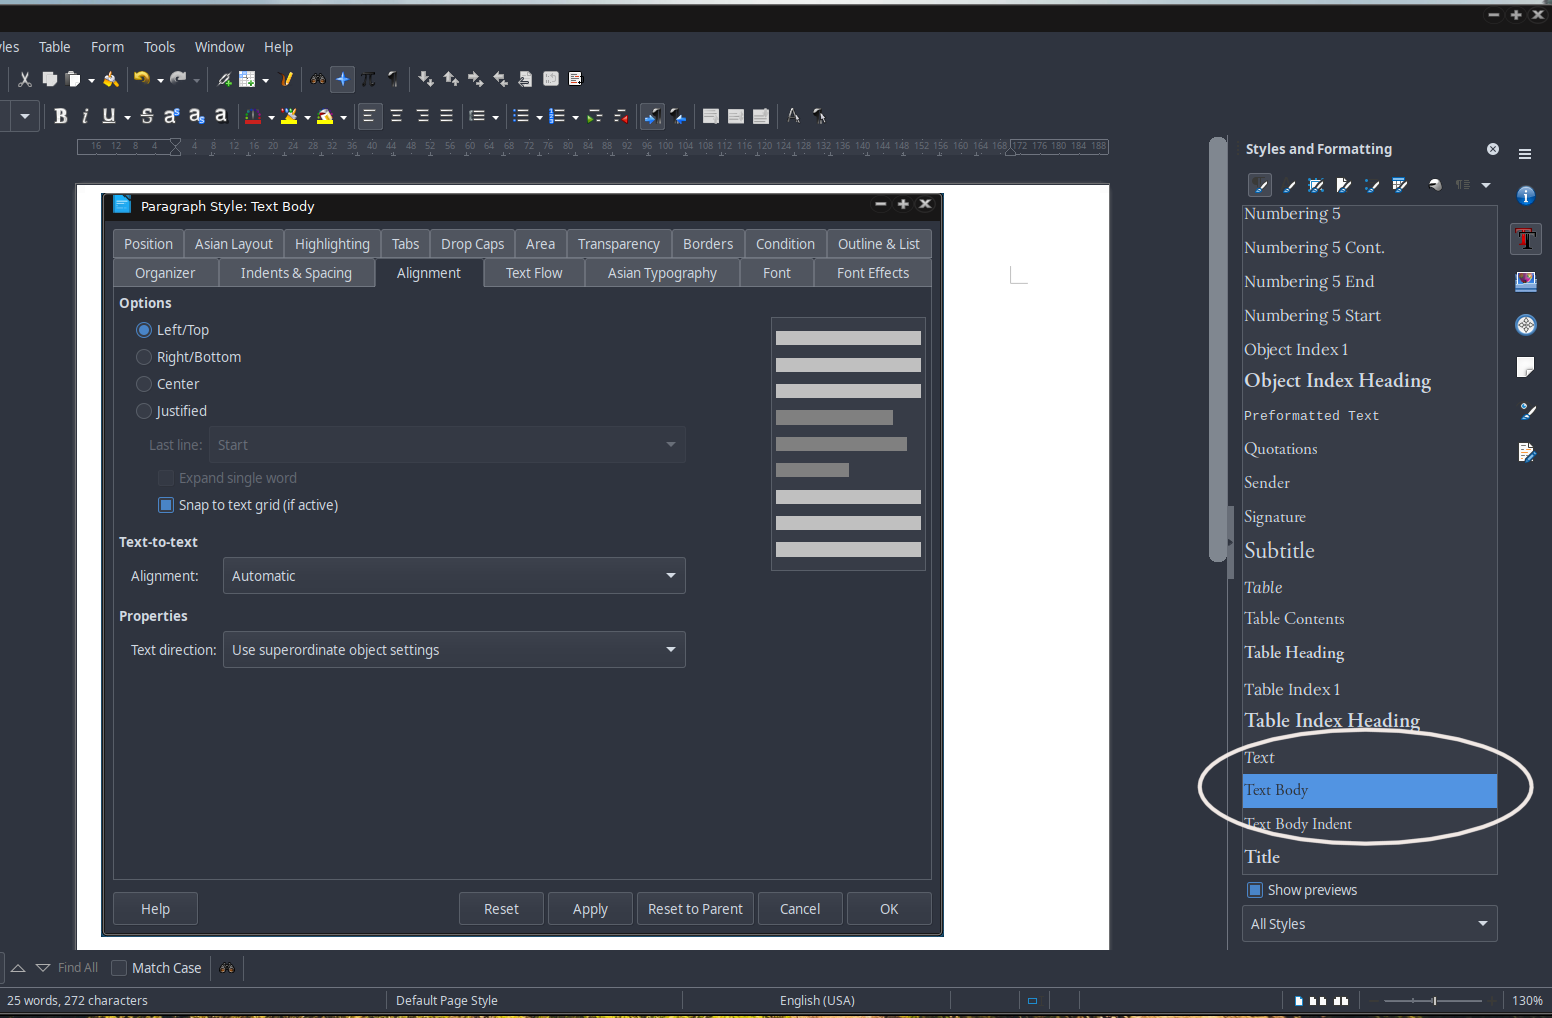 les Table Form Tools Window Help
16 12 8 4 4 8 12 16 20 24 28 32 36 40 44 48 52 56 60 64 68 72 76 80 84 88 92 96 100 104 108 112 116 120 124 128 132 136 140 144 148 152 156 160 164 168 172 176 180 184 188
Styles and Formatting
Paragraph Style: Text Body
Position Asian Layout Highlighting Tabs Drop Caps Area Transparency Borders Condition Outline & List
Organizer Indents & Spacing Alignment Text Flow Asian Typography Font Font Effects
Options
Left/Top
Right/Bottom
Center
Justified
Last line: Start
Expand single word
Snap to text grid (if active)
Text-to-text
Alignment: Automatic
Properties
Text direction: Use superordinate object settings
Help Reset Apply Reset to Parent Cancel OK
Numbering 5
Numbering 5 Cont.
Numbering 5 End
Numbering 5 Start
Object Index 1
Object Index Heading
Preformatted Text
Quotations
Sender
Signature
Subtitle
Table
Table Contents
Table Heading
Table Index 1
Table Index Heading
Text
Text Body
Text Body Indent
Title
Show previews
All Styles
Find All Match Case
25 words, 272 characters Default Page Style English (USA) 130%